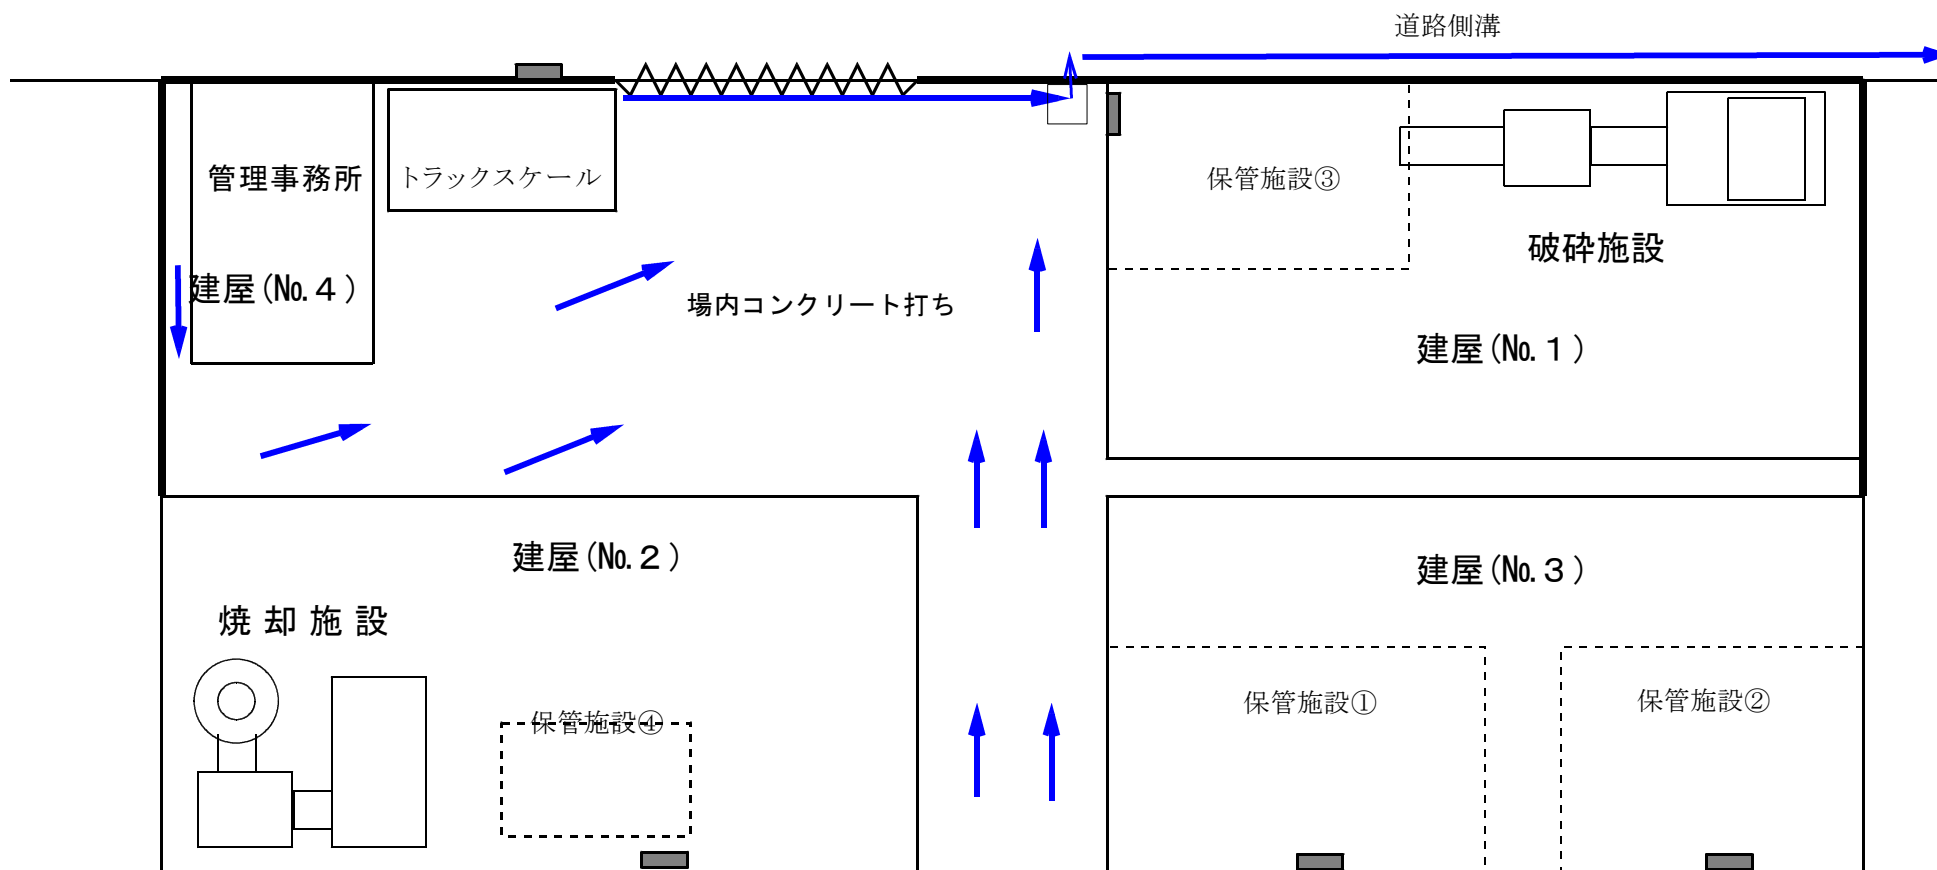 道路側溝
管理事務所
トラックスケール
保管施設③
破砕施設
建屋(No.４)
場内コンクリート打ち
建屋(No.１)
建屋(No.２)
建屋(No.３)
焼却施設
保管施設④
保管施設①
保管施設②